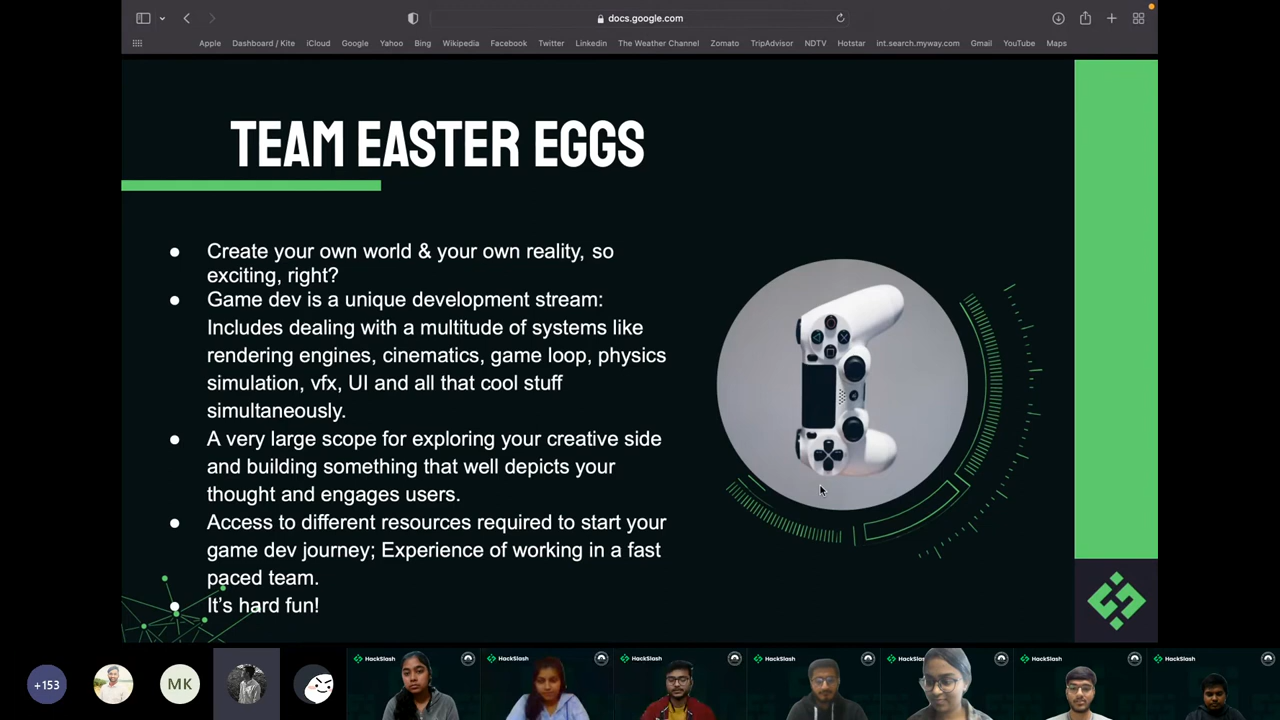 docs.google.com
Apple Dashboard / Kite iCloud Google Yahoo Bing Wikipedia Facebook Twitter Linkedin The Weather Channel Zomato TripAdvisor NDTV Hotstar int.search.myway.com Gmail YouTube Maps
TEAM EASTER EGGS
● Create your own world & your own reality, so
exciting, right?
● Game dev is a unique development stream:
Includes dealing with a multitude of systems like
rendering engines, cinematics, game loop, physics
simulation, vfx, UI and all that cool stuff
simultaneously.
● A very large scope for exploring your creative side
and building something that well depicts your
thought and engages users.
● Access to different resources required to start your
game dev journey; Experience of working in a fast
paced team.
● It's hard fun!
+153 MK
HackSlash HackSlash HackSlash HackSlash HackSlash HackSlash HackSlash